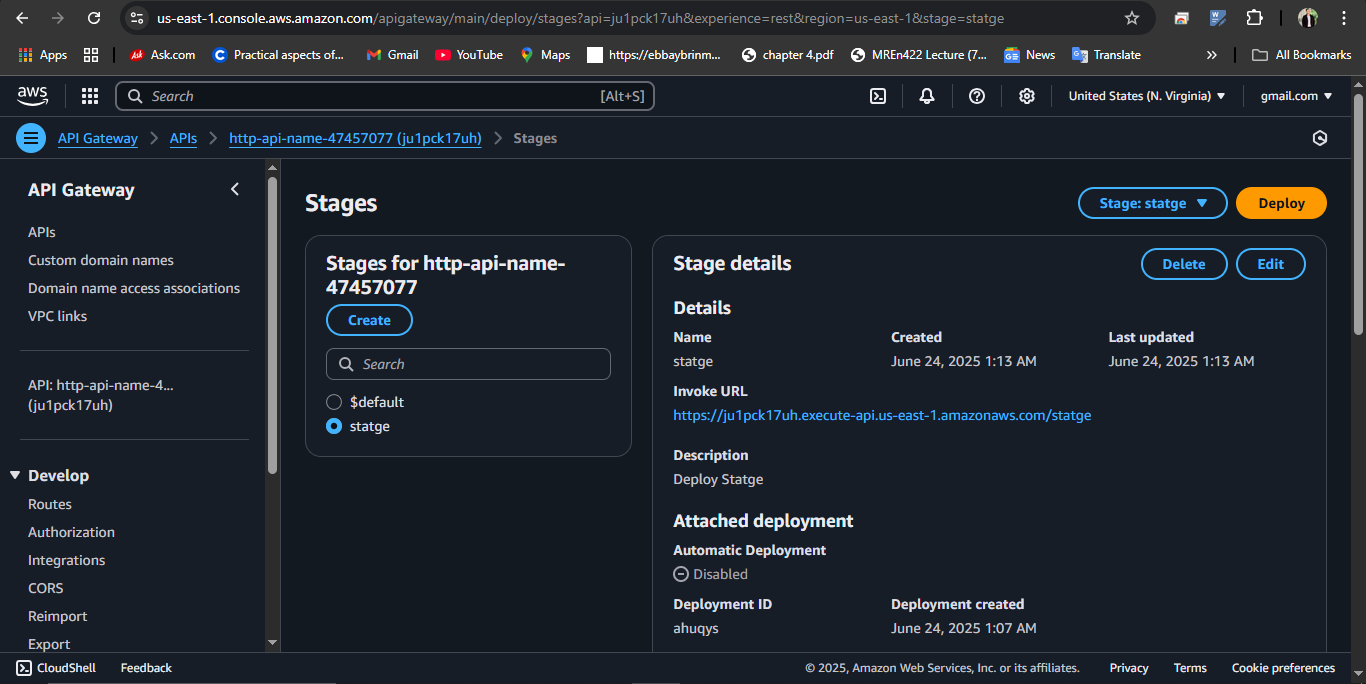 us-east-1.console.aws.amazon.com/apigateway/main/deploy/stages?api=ju1pck17uh&experience=rest&region=us-east-1&stage=statge
Apps
Ask
Ask.com
Practical aspects of...
Gmail
YouTube
Maps
https://ebbaybrinm...
chapter 4.pdf
MREn422 Lecture (7...
News
Translate
»
All Bookmarks
aws
Search
[Alt+S]
United States (N. Virginia)
gmail.com
API Gateway
APIs
http-api-name-47457077 (ju1pck17uh)
Stages
API Gateway
APIs
Custom domain names
Domain name access associations
VPC links
API: http-api-name-4...
(ju1pck17uh)
Develop
Routes
Authorization
Integrations
CORS
Reimport
Export
Stages
Stage: statge
Deploy
Stages for http-api-name-
47457077
Create
Search
$default
statge
Stage details
Delete
Edit
Details
Name
Created
Last updated
statge
June 24, 2025 1:13 AM
June 24, 2025 1:13 AM
Invoke URL
https://ju1pck17uh.execute-api.us-east-1.amazonaws.com/statge
Description
Deploy Statge
Attached deployment
Automatic Deployment
Disabled
Deployment ID
Deployment created
ahuqys
June 24, 2025 1:07 AM
CloudShell
Feedback
© 2025, Amazon Web Services, Inc. or its affiliates.
Privacy
Terms
Cookie preferences